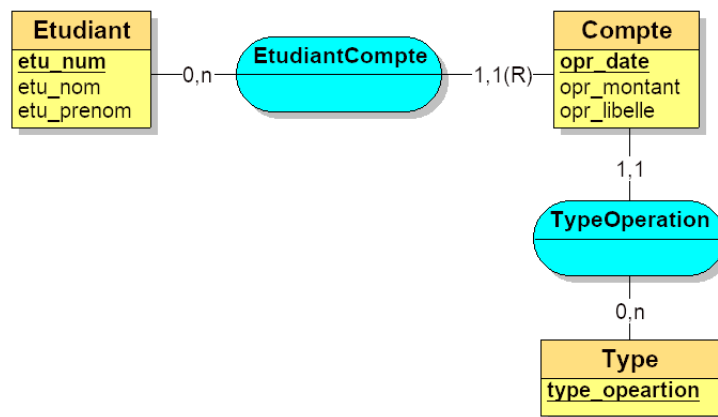 Etudiant
etu_num
etu_nom
etu_prenom
0,n
EtudiantCompte
1,1(R)
Compte
opr_date
opr_montant
opr_libelle
1,1
TypeOperation
0,n
Type
type_opeartion